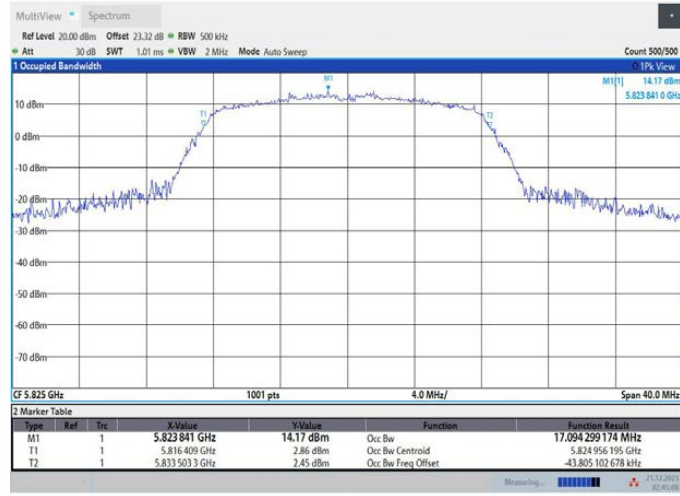 MultiView Spectrum
Ref Level 20.00 dBm Offset 23.32 dB RBW 500 kHz
Att 30 dB SWT 1.01 ms VBW 2 MHz Mode Auto Sweep Count 500/500
1 Occupied Bandwidth 1Pk View
M1[1] 14.17 dBm
5.823 841 0 GHz
M1
10 dBm
T1
T2
0 dBm
-10 dBm
-20 dBm
-30 dBm
-40 dBm
-50 dBm
-60 dBm
-70 dBm
CF 5.825 GHz 1001 pts 4.0 MHz/ Span 40.0 MHz
2 Marker Table
Type Ref Trc X-Value Y-Value Function Function Result
M1 1 5.823 841 GHz 14.17 dBm Occ Bw 17.094 299 174 MHz
T1 1 5.816 409 GHz 2.86 dBm Occ Bw Centroid 5.824 956 195 GHz
T2 1 5.833 503 3 GHz 2.45 dBm Occ Bw Freq Offset -43.805 102 678 kHz
Measuring... 21.12.2023
02:45:08